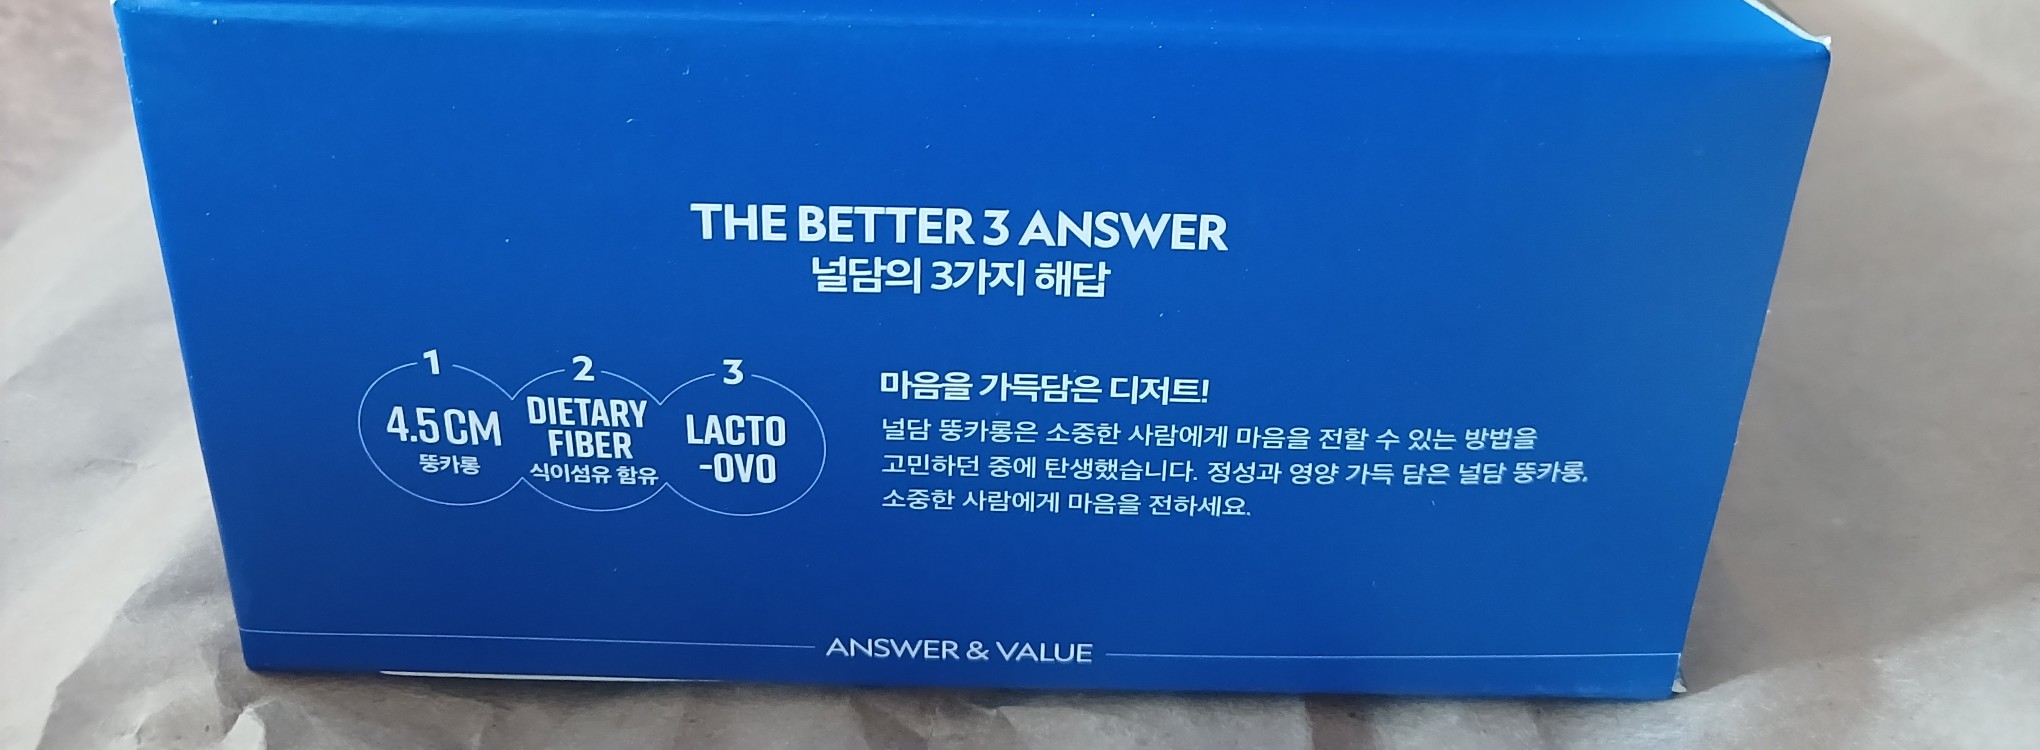 THE BETTER 3 ANSWER
널담의 3가지 해답
1
4.5CM
뚱카롱
2
DIETARY
FIBER
식이섬유 함유
3
LACTO
-OVO
마음을 가득담은 디저트!
널담 뚱카롱은 소중한 사람에게 마음을 전할 수 있는 방법을
고민하던 중에 탄생했습니다. 정성과 영양 가득 담은 널담 뚱카롱.
소중한 사람에게 마음을 전하세요.
ANSWER & VALUE